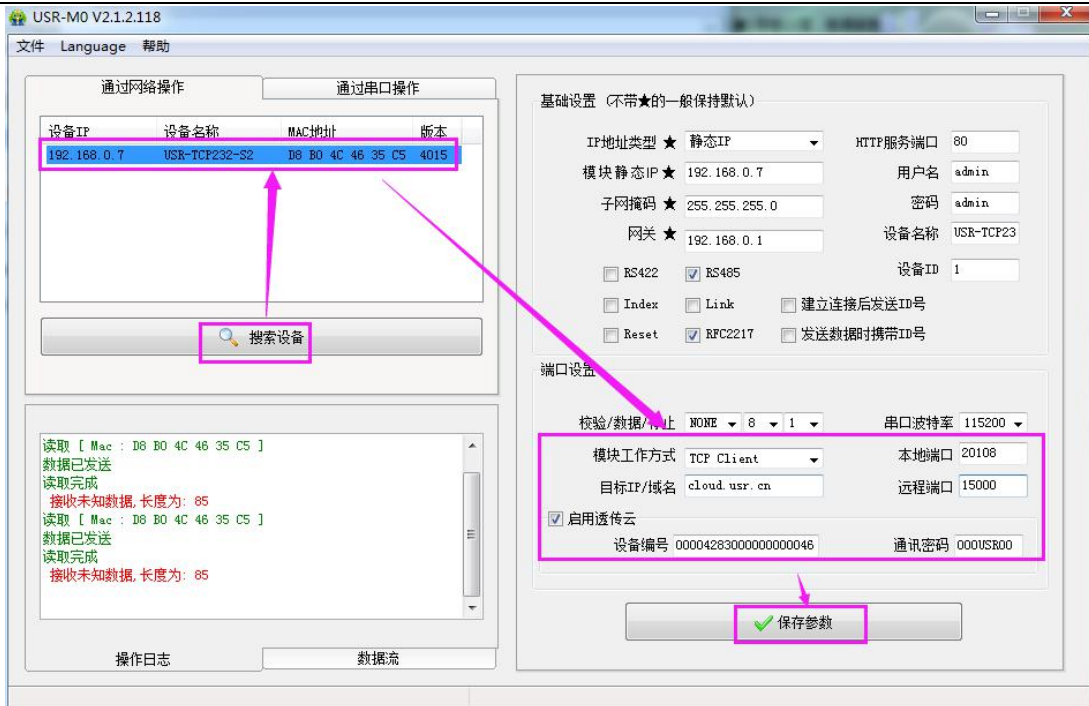 USR-M0 V2.1.2.118
文件 Language 帮助
通过网络操作 通过串口操作
设备IP 设备名称 MAC地址 版本
192.168.0.7 USR-TCP232-S2 D8 B0 4C 46 35 C5 4015
搜索设备
读取 [ Mac : D8 B0 4C 46 35 C5 ]
数据已发送
读取完成
接收未知数据,长度为: 85
读取 [ Mac : D8 B0 4C 46 35 C5 ]
数据已发送
读取完成
接收未知数据,长度为: 85
操作日志 数据流
基础设置 (不带★的一般保持默认)
IP地址类型 ★ 静态IP HTTP服务端口 80
模块静态IP★ 192.168.0.7 用户名 admin
子网掩码 ★ 255.255.255.0 密码 admin
网关 ★ 192.168.0.1 设备名称 USR-TCP23
RS422 RS485 设备ID 1
Index Link 建立连接后发送ID号
Reset RFC2217 发送数据时携带ID号
端口设置
校验/数据/停止 NONE 8 1 串口波特率 115200
模块工作方式 TCP Client 本地端口 20108
目标IP/域名 cloud.usr.cn 远程端口 15000
启用透传云
设备编号 00004283000000000046 通讯密码 000USR00
保存参数